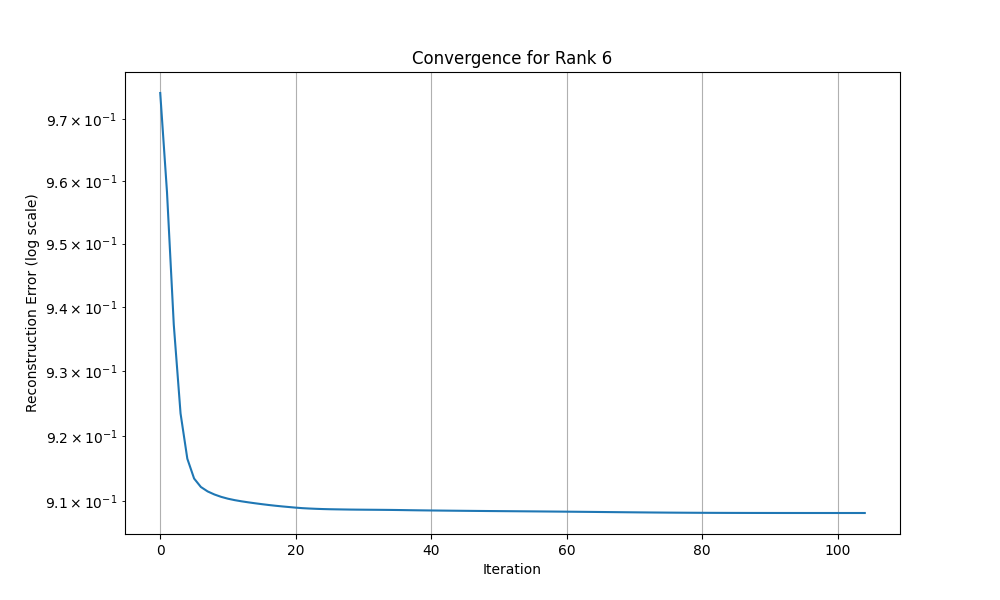 Convergence for Rank 6
Reconstruction Error (log scale)
9.7 × 10⁻¹
9.6 × 10⁻¹
9.5 × 10⁻¹
9.4 × 10⁻¹
9.3 × 10⁻¹
9.2 × 10⁻¹
9.1 × 10⁻¹
0 20 40 60 80 100
Iteration